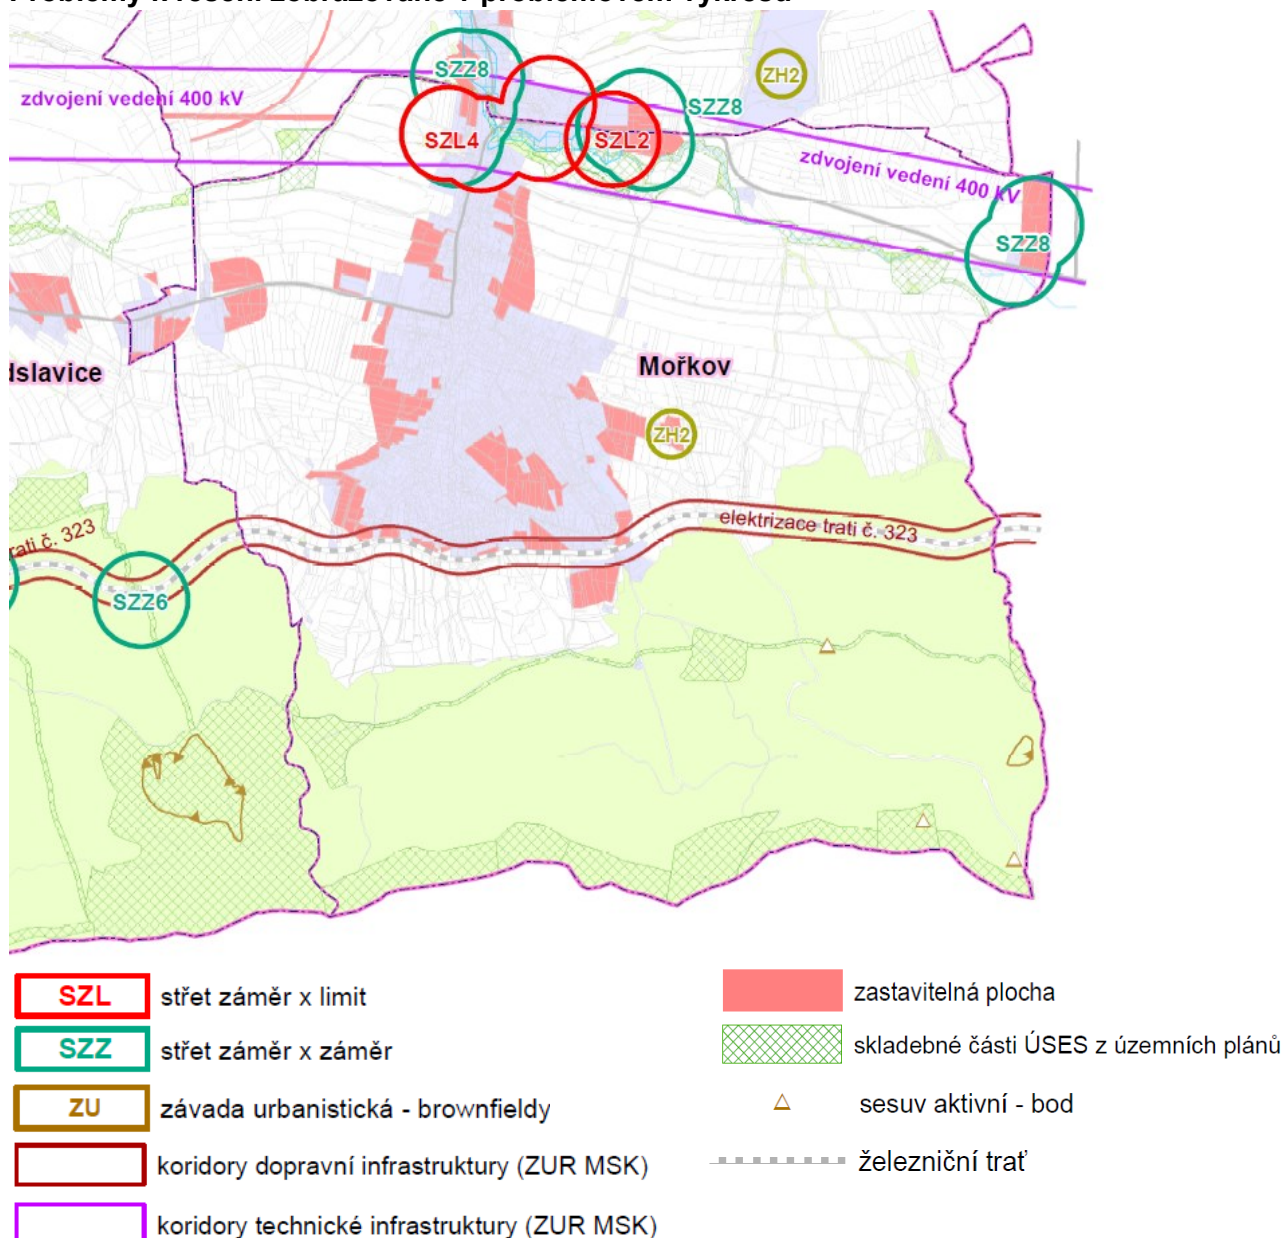 SZZ8
ZH2
zdvojení vedení 400 kV
SZZ8
SZL4
SZL2
zdvojení vedení 400 kV
SZZ8
Mořkov
dslavice
ZH2
elektrizace trati č. 323
rati č. 323
SZZ6
SZL střet záměr x limit
zastavitelná plocha
SZZ střet záměr x záměr
skladebné části ÚSES z územních plánů
ZU závada urbanistická - brownfieldy
sesuv aktivní - bod
koridory dopravní infrastruktury (ZUR MSK)
železniční trať
koridory technické infrastruktury (ZUR MSK)